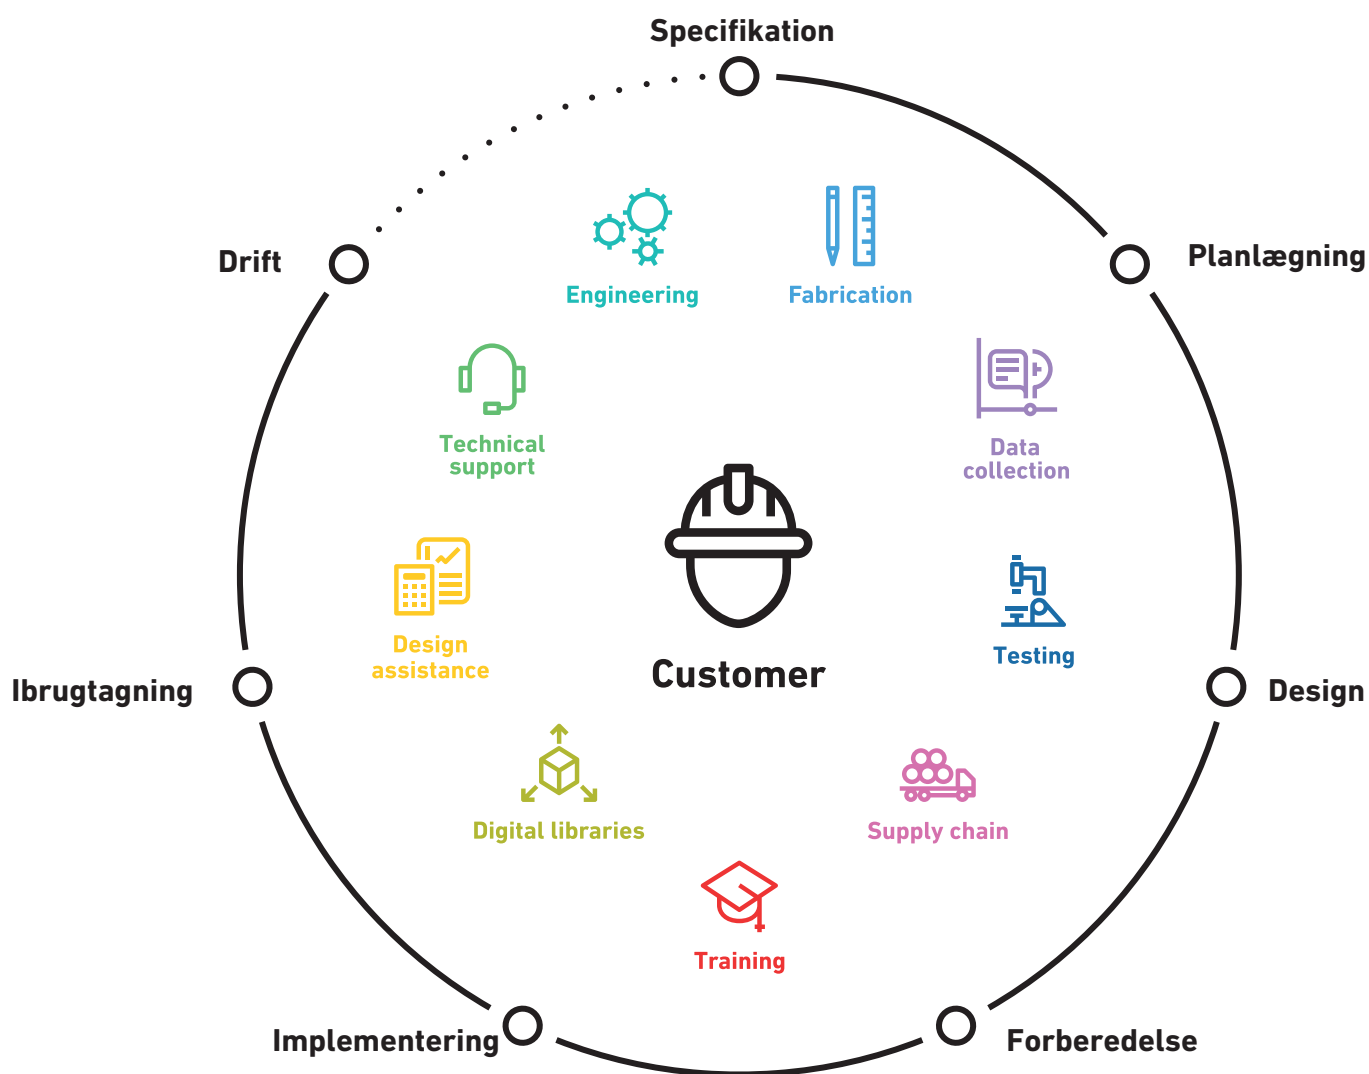 Specifikation
Drift
Planlægning
Engineering
Fabrication
Technical
support
Data
collection
Design
assistance
Customer
Testing
Ibrugtagning
Design
Digital libraries
Supply chain
Training
Implementering
Forberedelse